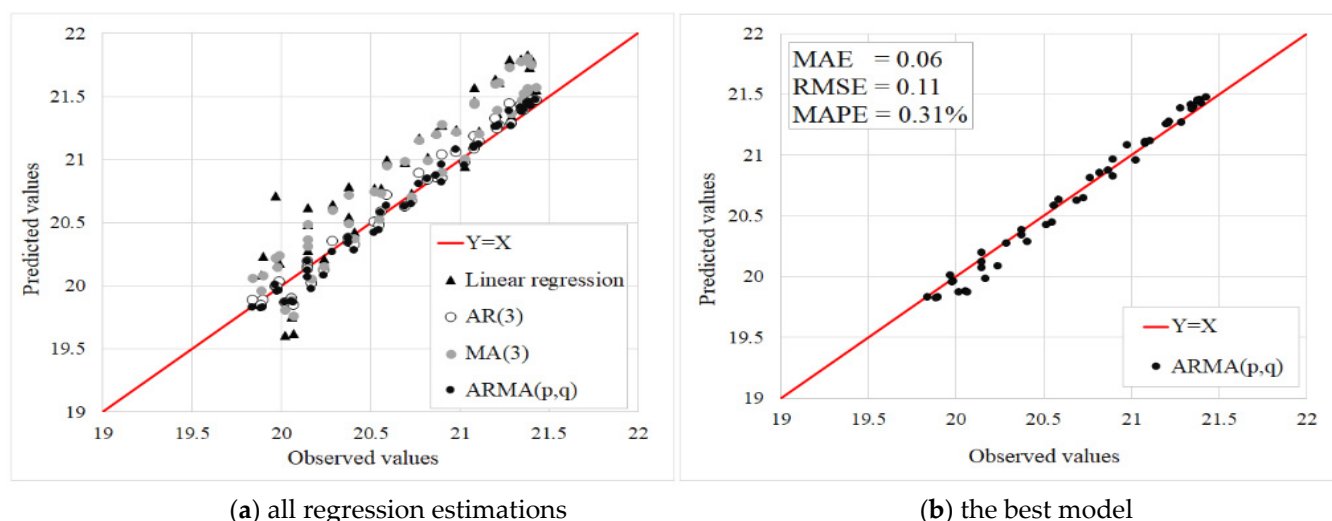 22
21.5
21
20.5
20
19.5
19
Predicted values
Y=X
Linear regression
AR(3)
MA(3)
ARMA(p,q)
19 19.5 20 20.5 21 21.5 22
Observed values
(a) all regression estimations
22
21.5
21
20.5
20
19.5
19
Predicted values
MAE = 0.06
RMSE = 0.11
MAPE = 0.31%
Y=X
ARMA(p,q)
19 19.5 20 20.5 21 21.5 22
Observed values
(b) the best model